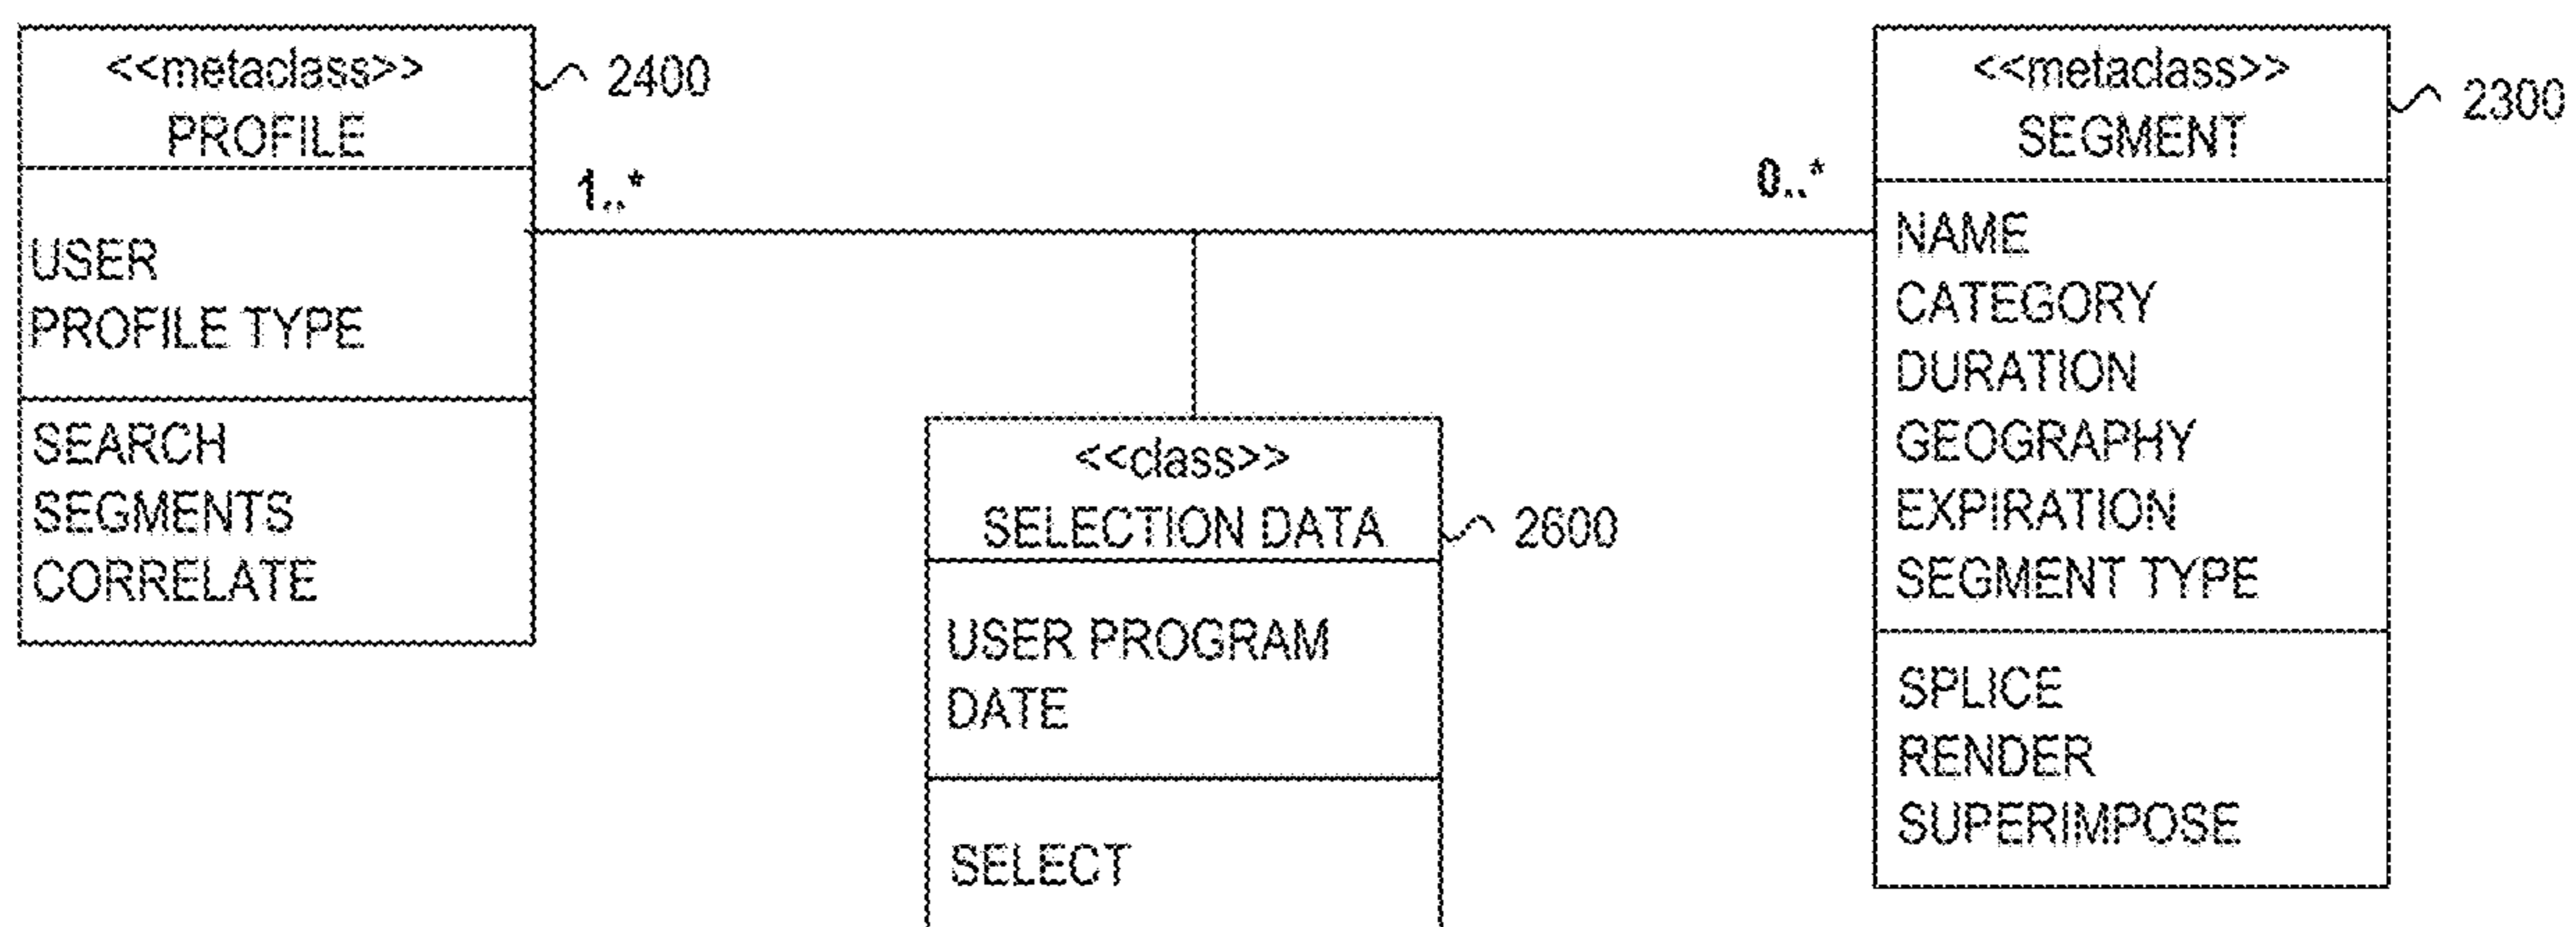 <<metaclass>>
PROFILE
2400
USER
PROFILE TYPE
SEARCH
SEGMENTS
CORRELATE
1..*
0..*
<<class>>
SELECTION DATA
2600
USER PROGRAM
DATE
SELECT
<<metaclass>>
SEGMENT
2300
NAME
CATEGORY
DURATION
GEOGRAPHY
EXPIRATION
SEGMENT TYPE
SPLICE
RENDER
SUPERIMPOSE